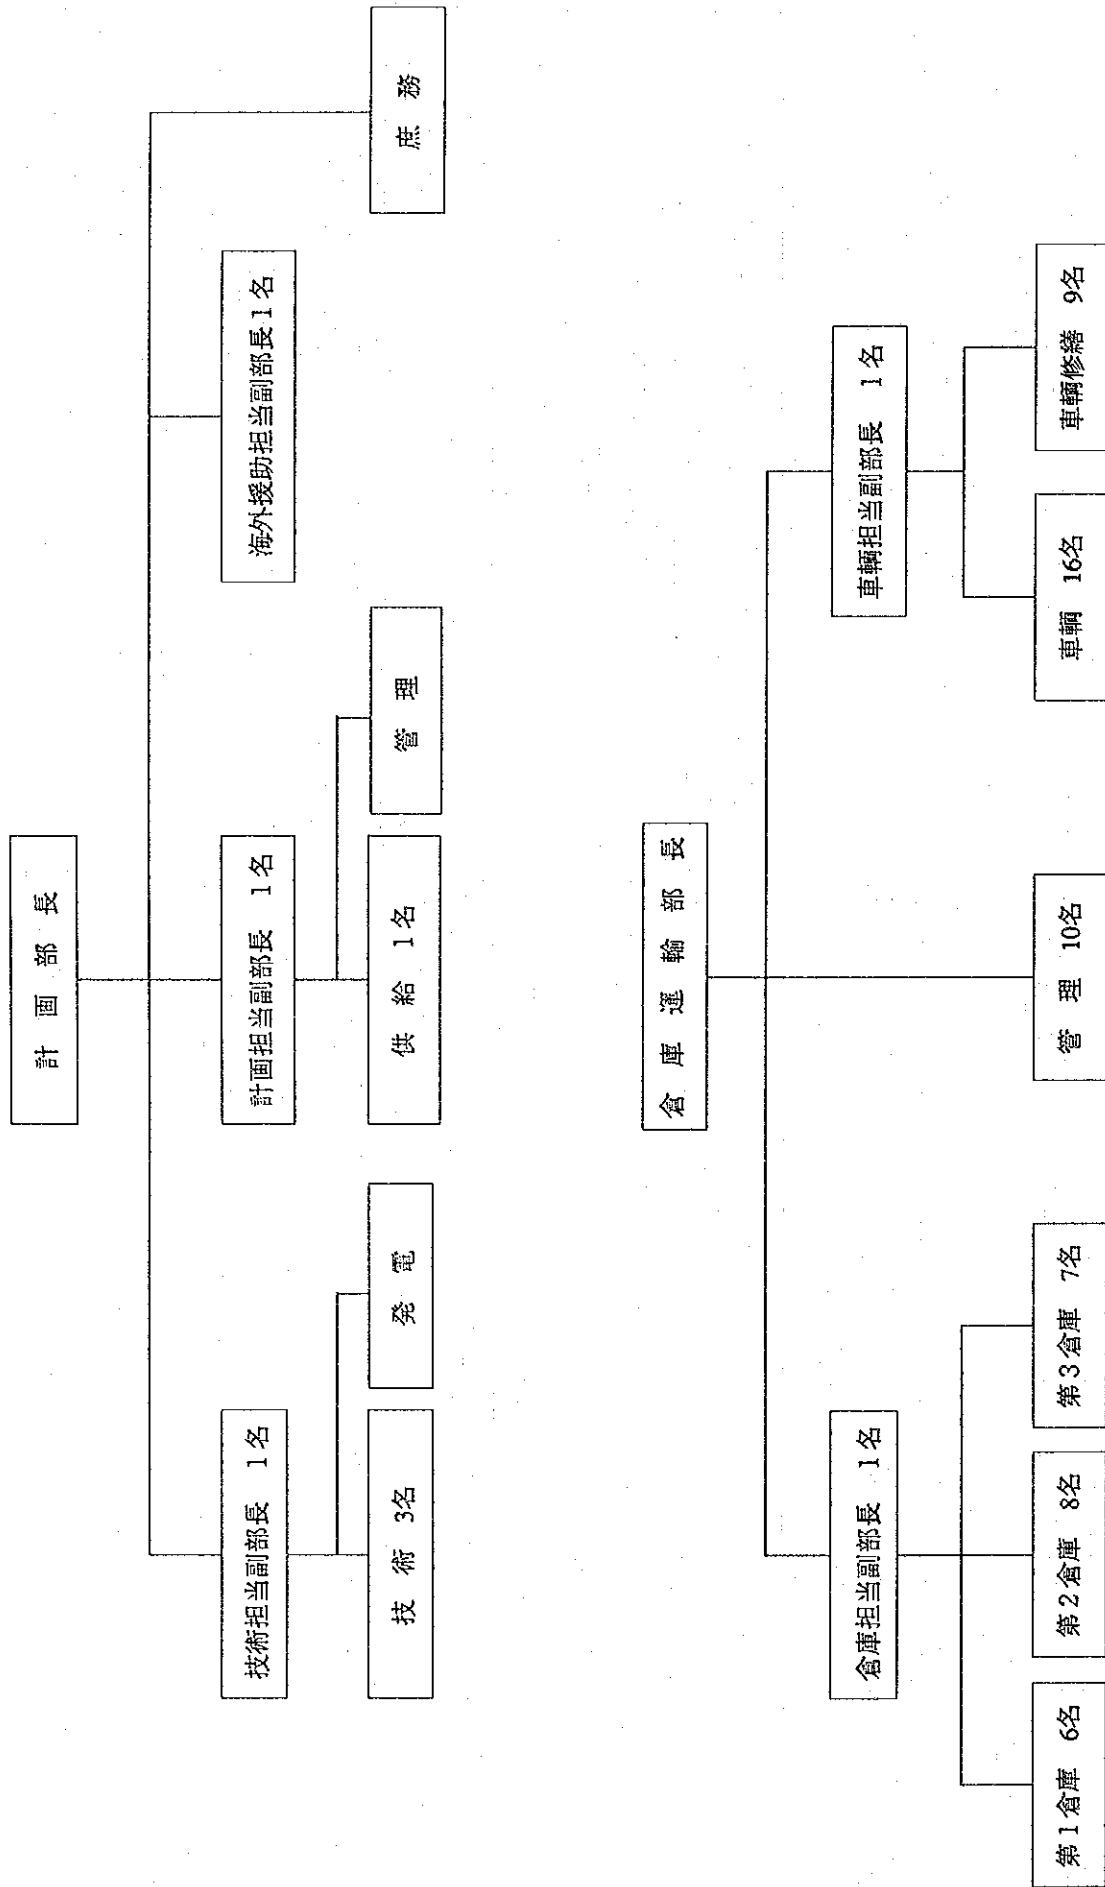 計画部長
技術担当副部長 1名
計画担当副部長 1名
海外援助担当副部長1名
技術 3名
発電
供給 1名
管理
庶務
倉庫運輸部長
倉庫担当副部長 1名
車輌担当副部長 1名
第1倉庫 6名
第2倉庫 8名
第3倉庫 7名
管理 10名
車輌 16名
車輌修繕 9名